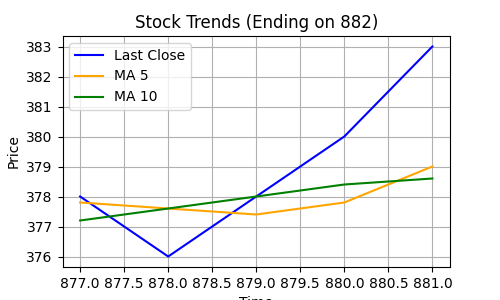 Stock Trends (Ending on 882)
Last Close
MA 5
MA 10
Price
383
382
381
380
379
378
377
376
877.0 877.5 878.0 878.5 879.0 879.5 880.0 880.5 881.0
Time